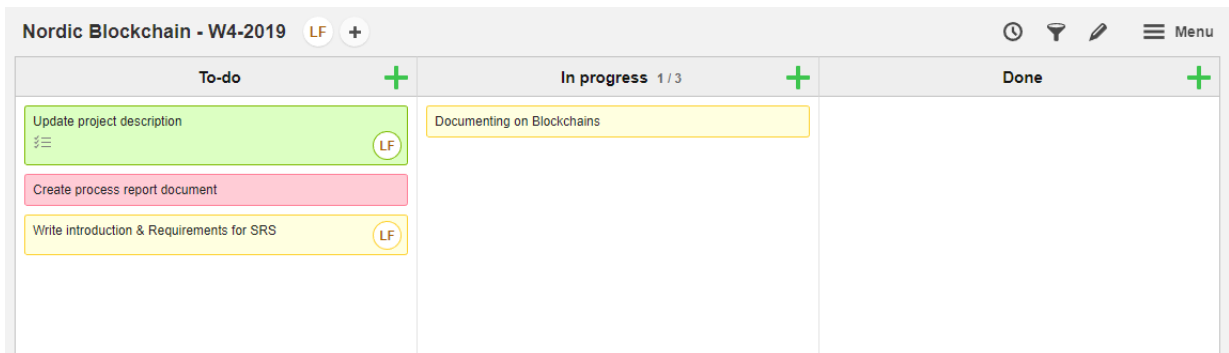 Nordic Blockchain - W4-2019 LF +
Menu
To-do
In progress 1 / 3
Done
Update project description
LF
Create process report document
Write introduction & Requirements for SRS
LF
Documenting on Blockchains